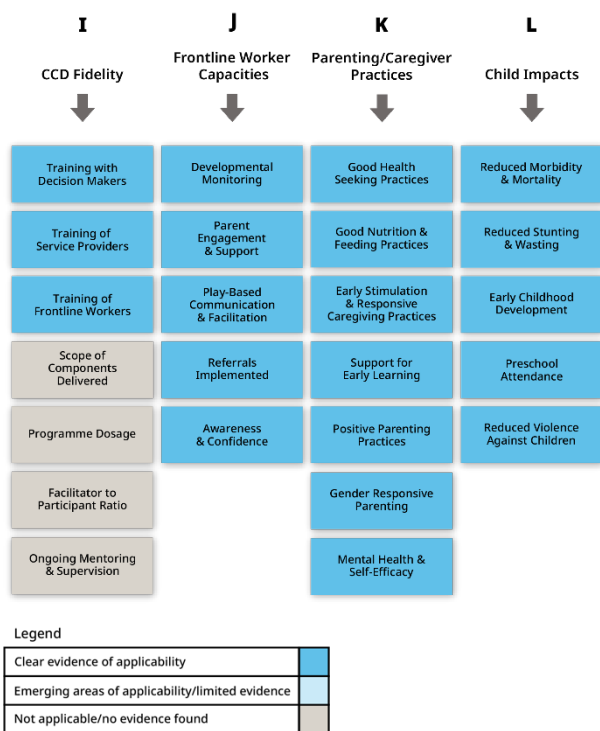 I
J
K
L
CCD Fidelity
Frontline Worker
Capacities
Parenting/Caregiver
Practices
Child Impacts
Training with
Decision Makers
Training of
Service Providers
Training of
Frontline Workers
Scope of
Components
Delivered
Programme Dosage
Facilitator to
Participant Ratio
Ongoing Mentoring
& Supervision
Developmental
Monitoring
Parent
Engagement
& Support
Play-Based
Communication
& Facilitation
Referrals
Implemented
Awareness
& Confidence
Good Health
Seeking Practices
Good Nutrition &
Feeding Practices
Early Stimulation
& Responsive
Caregiving Practices
Support for
Early Learning
Positive Parenting
Practices
Gender Responsive
Parenting
Mental Health &
Self-Efficacy
Reduced Morbidity
& Mortality
Reduced Stunting
& Wasting
Early Childhood
Development
Preschool
Attendance
Reduced Violence
Against Children
Legend
Clear evidence of applicability
Emerging areas of applicability/limited evidence
Not applicable/no evidence found